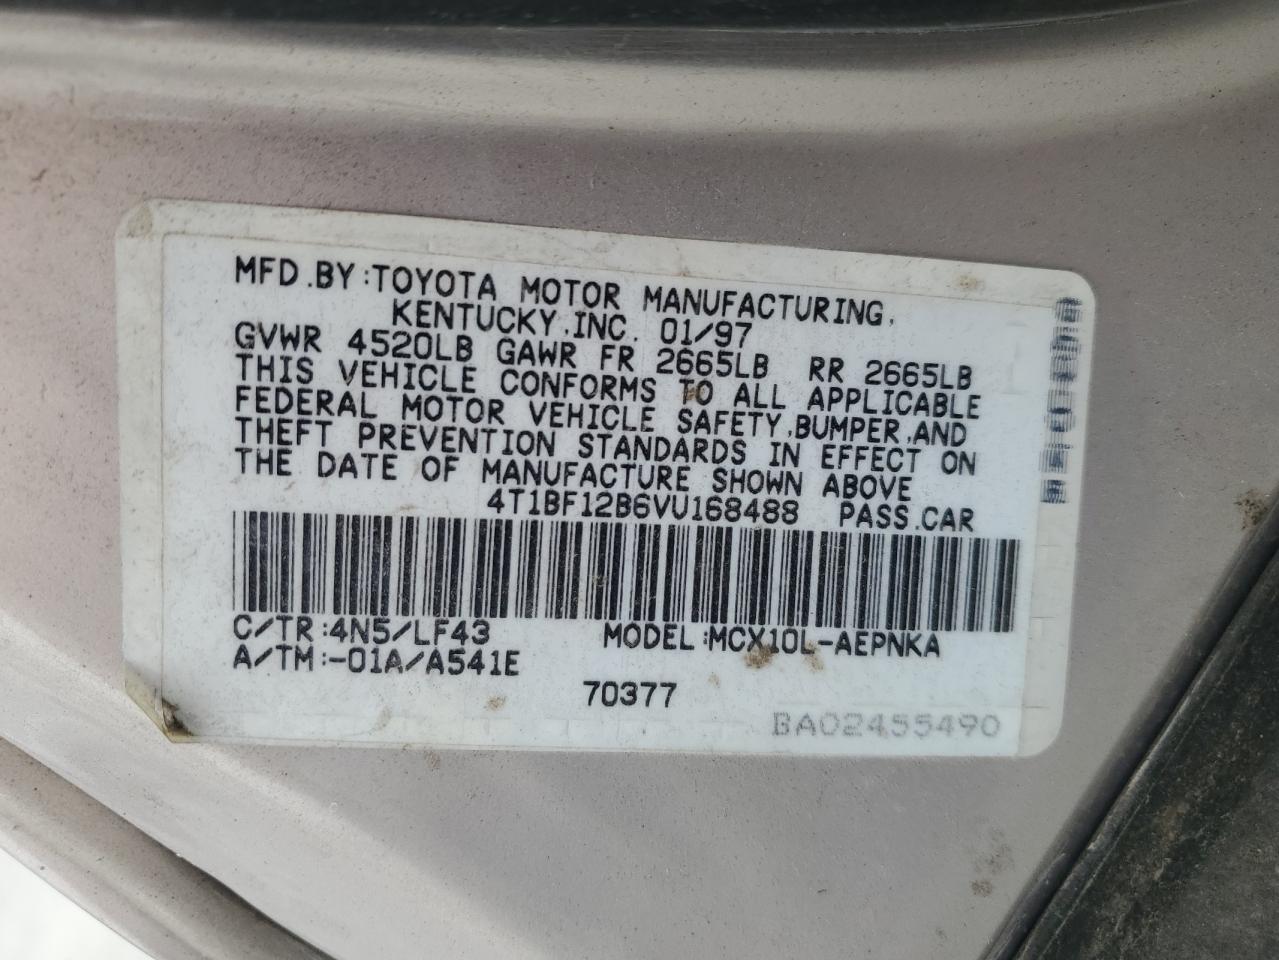 MFD.BY:TOYOTA MOTOR MANUFACTURING,
KENTUCKY,INC. 01/97
GVWR 4520LB GAWR FR 2665LB RR 2665LB
THIS VEHICLE CONFORMS TO ALL APPLICABLE
FEDERAL MOTOR VEHICLE SAFETY,BUMPER,AND
THEFT PREVENTION STANDARDS IN EFFECT ON
THE DATE OF MANUFACTURE SHOWN ABOVE
4T1BF12B6VU168488 PASS.CAR
C/TR:4N5/LF43 MODEL:MCX10L-AEPNKA
A/TM:-01A/A541E
70377
BA02455490